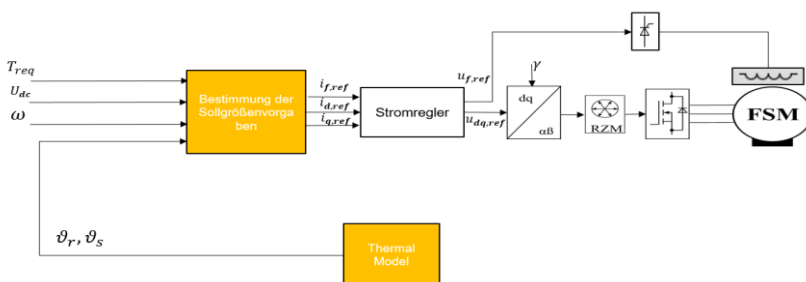 T_req
U_dc
ω
Bestimmung der
Sollgrößenvorga
ben
i_f,ref
i_d,ref
i_q,ref
Stromregler
u_f,ref
u_dq,ref
γ
dq
αβ
RZM
FSM
ϑ_r, ϑ_s
Thermal
Model